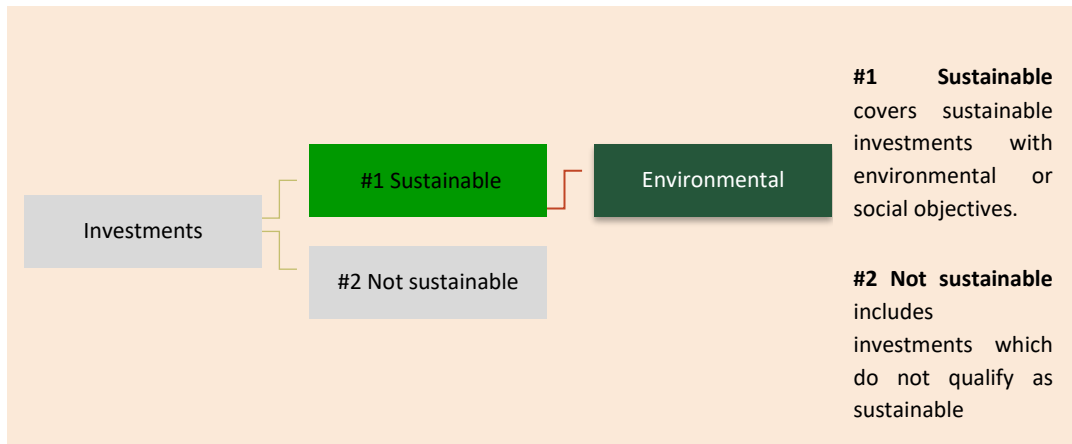 Investments
#1 Sustainable
#2 Not sustainable
Environmental
#1 Sustainable
covers sustainable
investments with
environmental or
social objectives.
#2 Not sustainable
includes
investments which
do not qualify as
sustainable